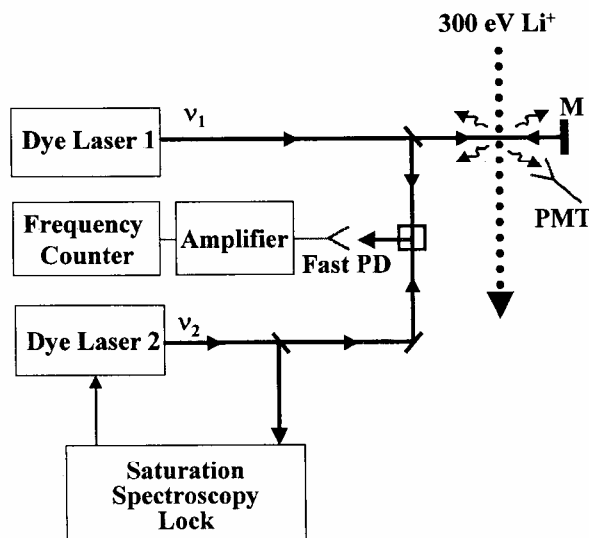 300 eV Li⁺
ν₁
M
Dye Laser 1
PMT
Frequency
Counter
Amplifier
Fast PD
ν₂
Dye Laser 2
Saturation
Spectroscopy
Lock